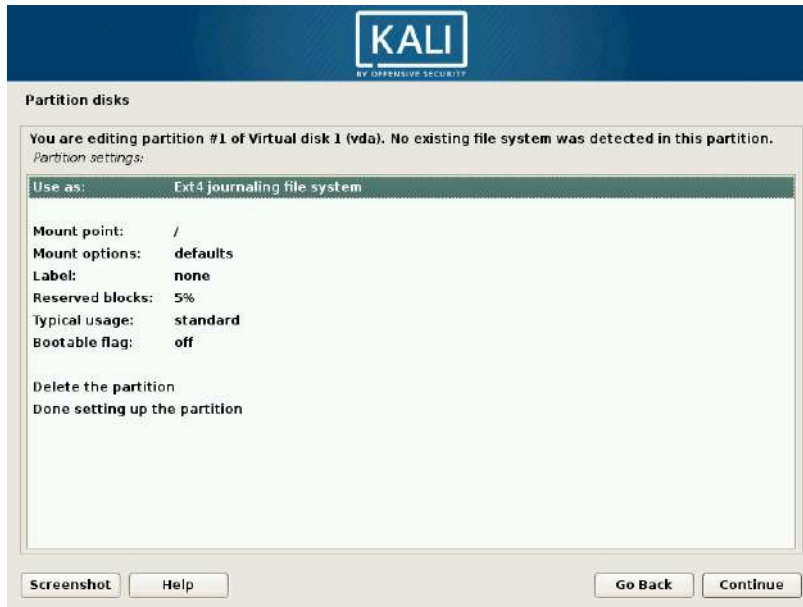 KALI
BY OFFENSIVE SECURITY
Partition disks
You are editing partition #1 of Virtual disk 1 (vda). No existing file system was detected in this partition.
Partition settings:
Use as: Ext4 journaling file system
Mount point: /
Mount options: defaults
Label: none
Reserved blocks: 5%
Typical usage: standard
Bootable flag: off
Delete the partition
Done setting up the partition
Screenshot Help Go Back Continue